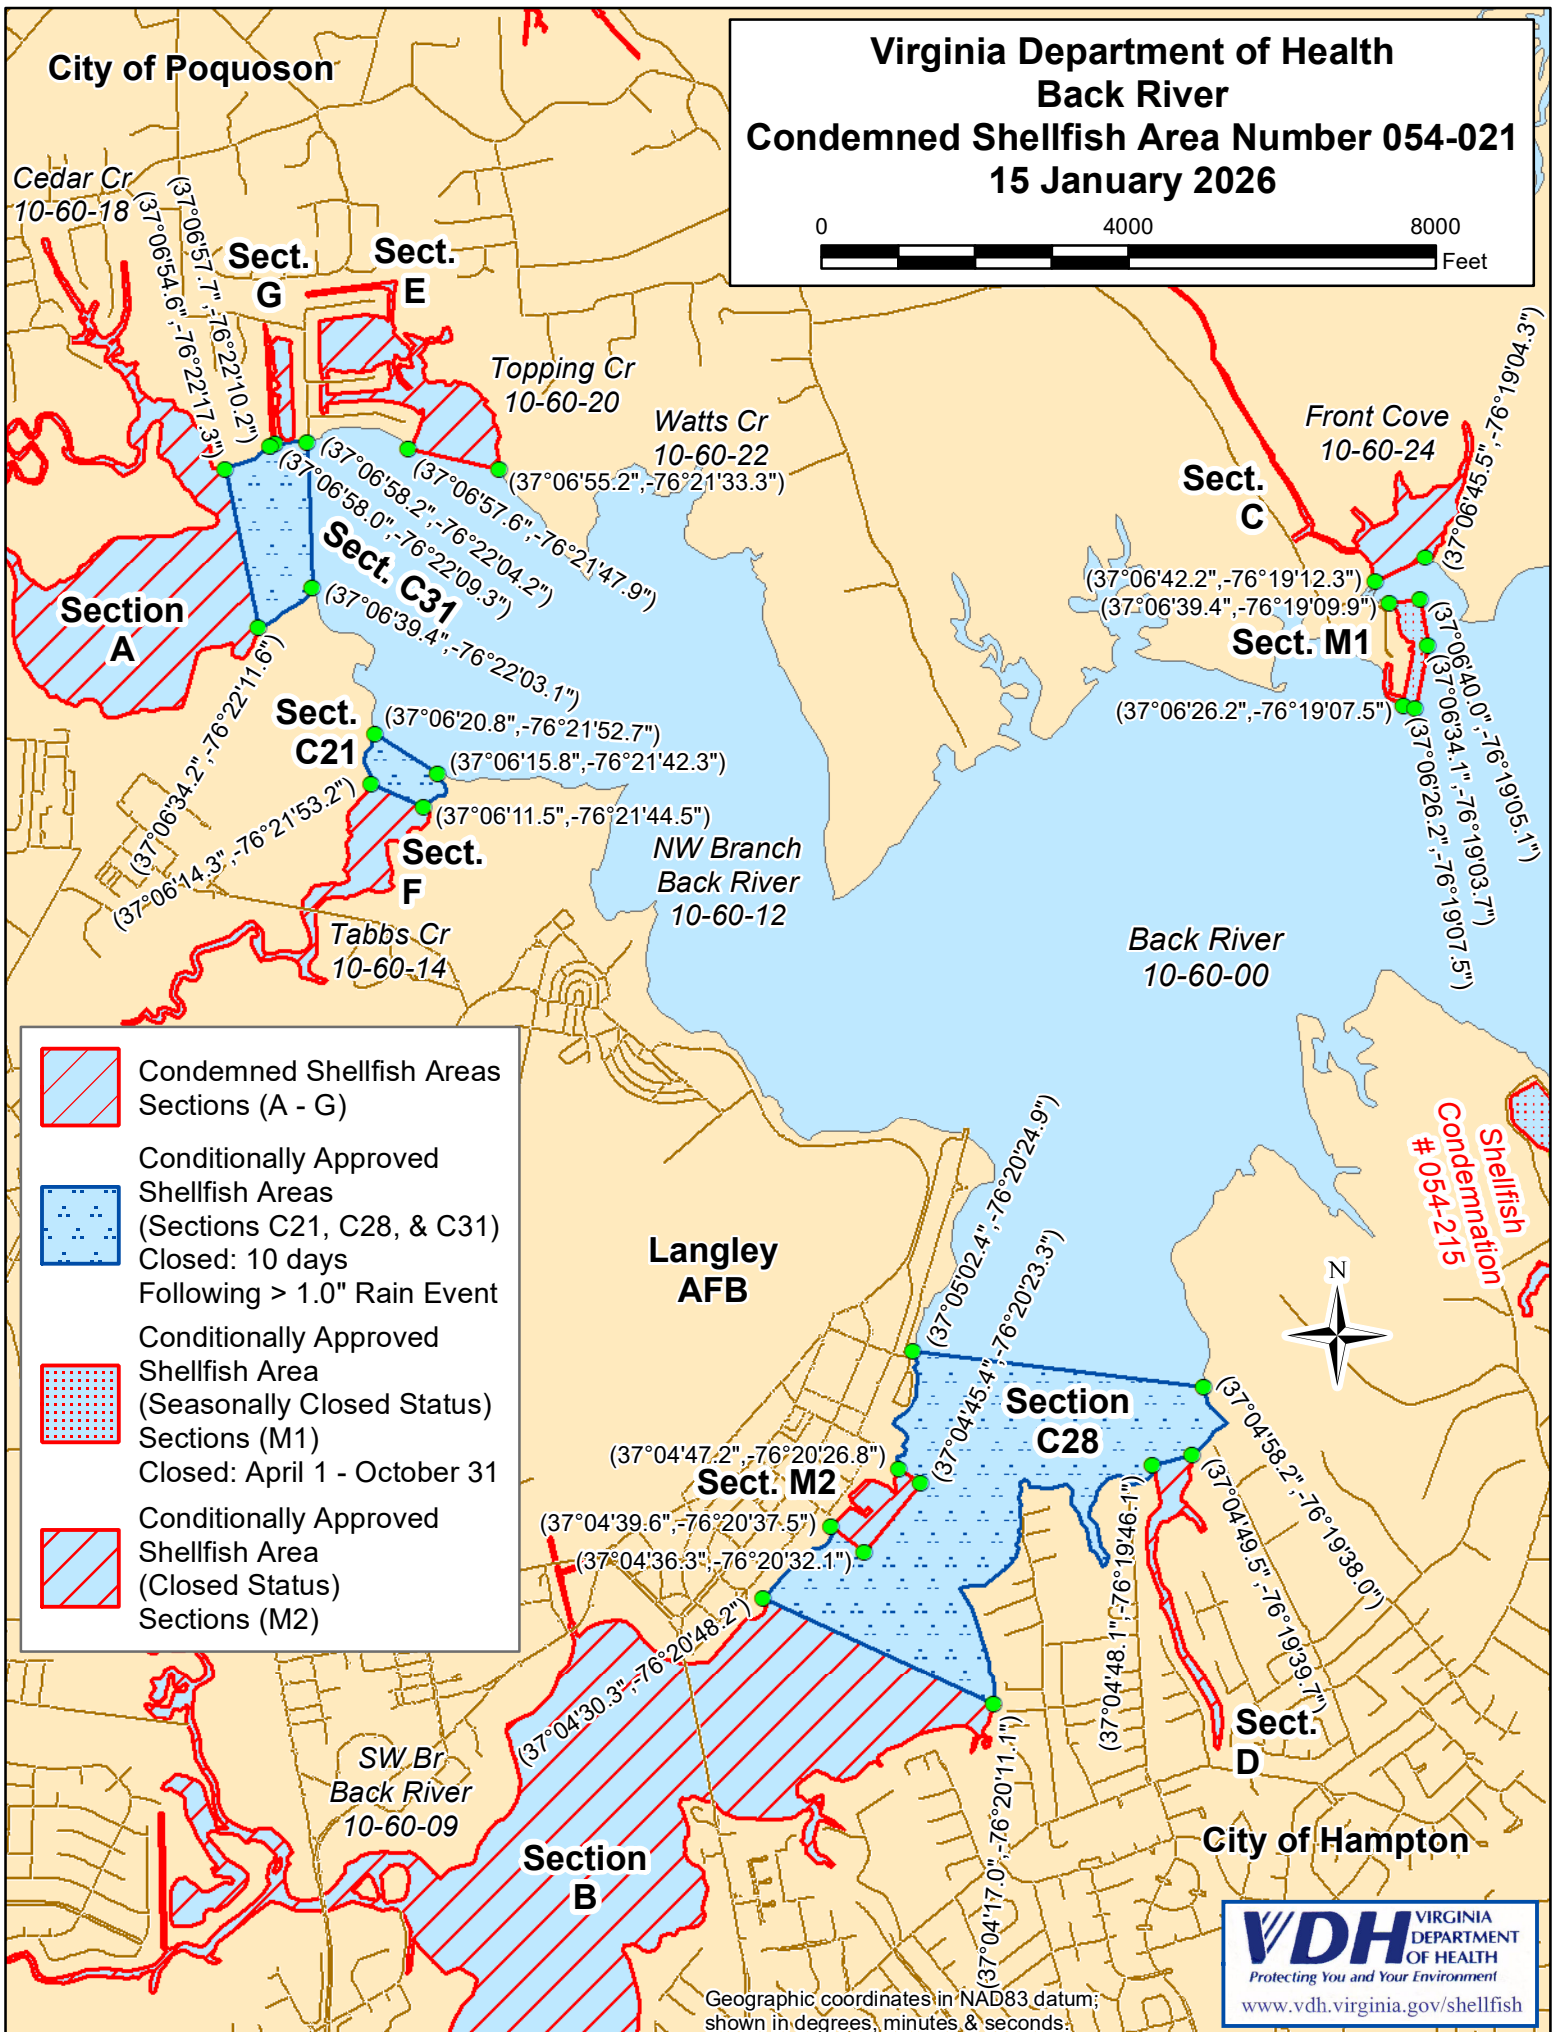 Virginia Department of Health
Back River
Condemned Shellfish Area Number 054-021
15 January 2026
0 4000 8000
Feet
City of Poquoson
Cedar Cr
10-60-18
(37°06'54.6",-76°22'17.3")
(37°06'57.7",-76°22'10.2")
Sect.
G
Sect.
E
Topping Cr
10-60-20
Watts Cr
10-60-22
(37°06'55.2",-76°21'33.3")
(37°06'57.6",-76°21'47.9")
(37°06'58.2",-76°22'04.2")
(37°06'58.0",-76°22'09.3")
Sect. C31
(37°06'39.4",-76°22'03.1")
Section
A
(37°06'34.2",-76°22'11.6")
Front Cove
10-60-24
Sect.
C
(37°06'45.5",-76°19'04.3")
(37°06'42.2",-76°19'12.3")
(37°06'39.4",-76°19'09.9")
Sect. M1
(37°06'40.0",-76°19'05.1")
(37°06'34.1",-76°19'03.7")
(37°06'26.2",-76°19'07.5")
(37°06'26.2",-76°19'07.5")
Sect.
C21
(37°06'20.8",-76°21'52.7")
(37°06'15.8",-76°21'42.3")
(37°06'11.5",-76°21'44.5")
(37°06'14.3",-76°21'53.2")
Sect.
F
Tabbs Cr
10-60-14
NW Branch
Back River
10-60-12
Back River
10-60-00
Condemned Shellfish Areas
Sections (A - G)
Conditionally Approved
Shellfish Areas
(Sections C21, C28, & C31)
Closed: 10 days
Following > 1.0" Rain Event
Conditionally Approved
Shellfish Area
(Seasonally Closed Status)
Sections (M1)
Closed: April 1 - October 31
Conditionally Approved
Shellfish Area
(Closed Status)
Sections (M2)
Shellfish
Condemnation
# 054-215
Langley
AFB
N
(37°05'02.4",-76°20'24.9")
(37°04'45.4",-76°20'23.3")
Section
C28
(37°04'58.2",-76°19'38.0")
(37°04'49.5",-76°19'39.7")
(37°04'48.1",-76°19'46.1")
(37°04'47.2",-76°20'26.8")
Sect. M2
(37°04'39.6",-76°20'37.5")
(37°04'36.3",-76°20'32.1")
(37°04'30.3",-76°20'48.2")
(37°04'17.0",-76°20'11.1")
Sect.
D
SW Br
Back River
10-60-09
Section
B
City of Hampton
VDH VIRGINIA
DEPARTMENT
OF HEALTH
Protecting You and Your Environment
www.vdh.virginia.gov/shellfish
Geographic coordinates in NAD83 datum;
shown in degrees, minutes & seconds.